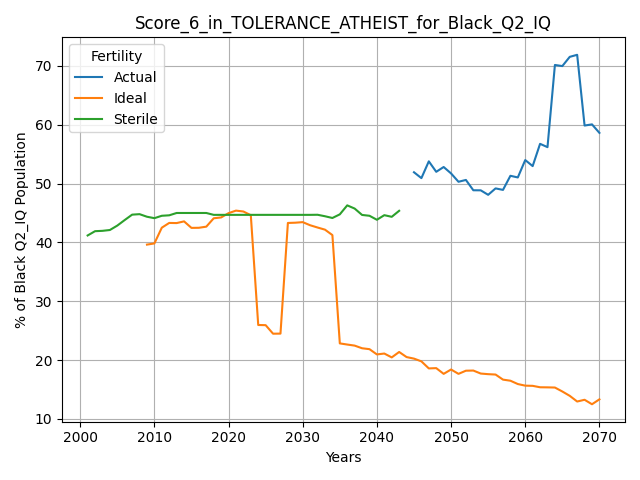 Score_6_in_TOLERANCE_ATHEIST_for_Black_Q2_IQ
Fertility
Actual
Ideal
Sterile
% of Black Q2_IQ Population
70
60
50
40
30
20
10
2000 2010 2020 2030 2040 2050 2060 2070
Years